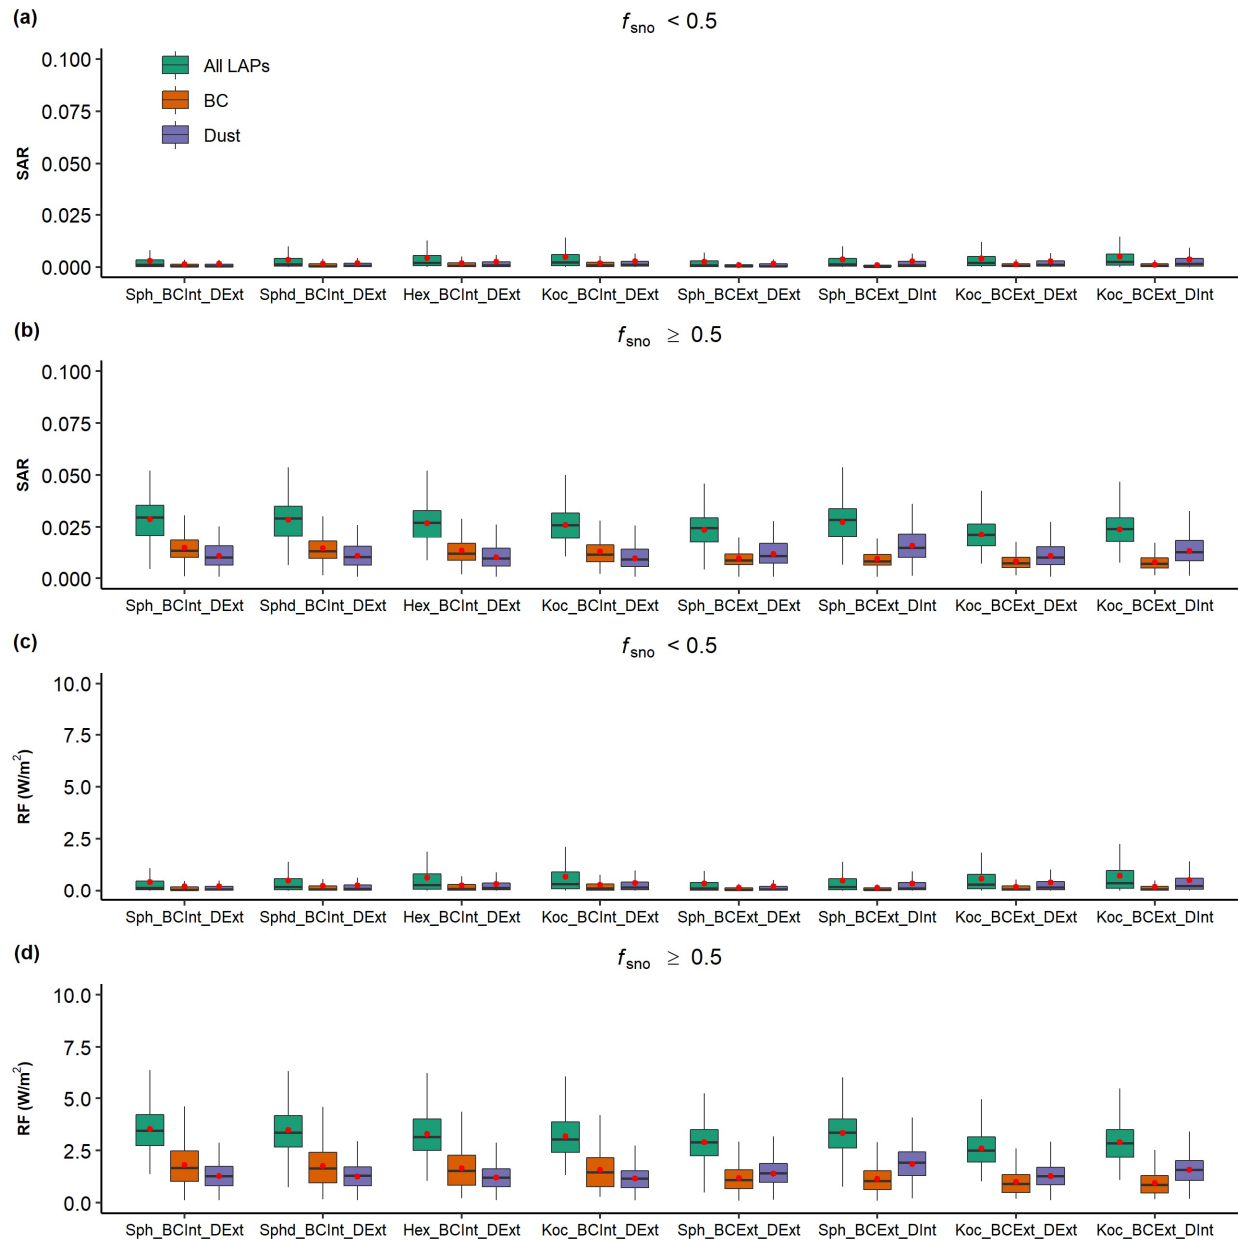 (a)
f_sno < 0.5
0.100
0.075
0.050
0.025
0.000
SAR
All LAPs
BC
Dust
Sph_BCInt_DExt Sphd_BCInt_DExt Hex_BCInt_DExt Koc_BCInt_DExt Sph_BCExt_DExt Sph_BCExt_DInt Koc_BCExt_DExt Koc_BCExt_DInt
(b)
f_sno ≥ 0.5
0.100
0.075
0.050
0.025
0.000
SAR
Sph_BCInt_DExt Sphd_BCInt_DExt Hex_BCInt_DExt Koc_BCInt_DExt Sph_BCExt_DExt Sph_BCExt_DInt Koc_BCExt_DExt Koc_BCExt_DInt
(c)
f_sno < 0.5
10.0
7.5
5.0
2.5
0.0
RF (W/m²)
Sph_BCInt_DExt Sphd_BCInt_DExt Hex_BCInt_DExt Koc_BCInt_DExt Sph_BCExt_DExt Sph_BCExt_DInt Koc_BCExt_DExt Koc_BCExt_DInt
(d)
f_sno ≥ 0.5
10.0
7.5
5.0
2.5
0.0
RF (W/m²)
Sph_BCInt_DExt Sphd_BCInt_DExt Hex_BCInt_DExt Koc_BCInt_DExt Sph_BCExt_DExt Sph_BCExt_DInt Koc_BCExt_DExt Koc_BCExt_DInt